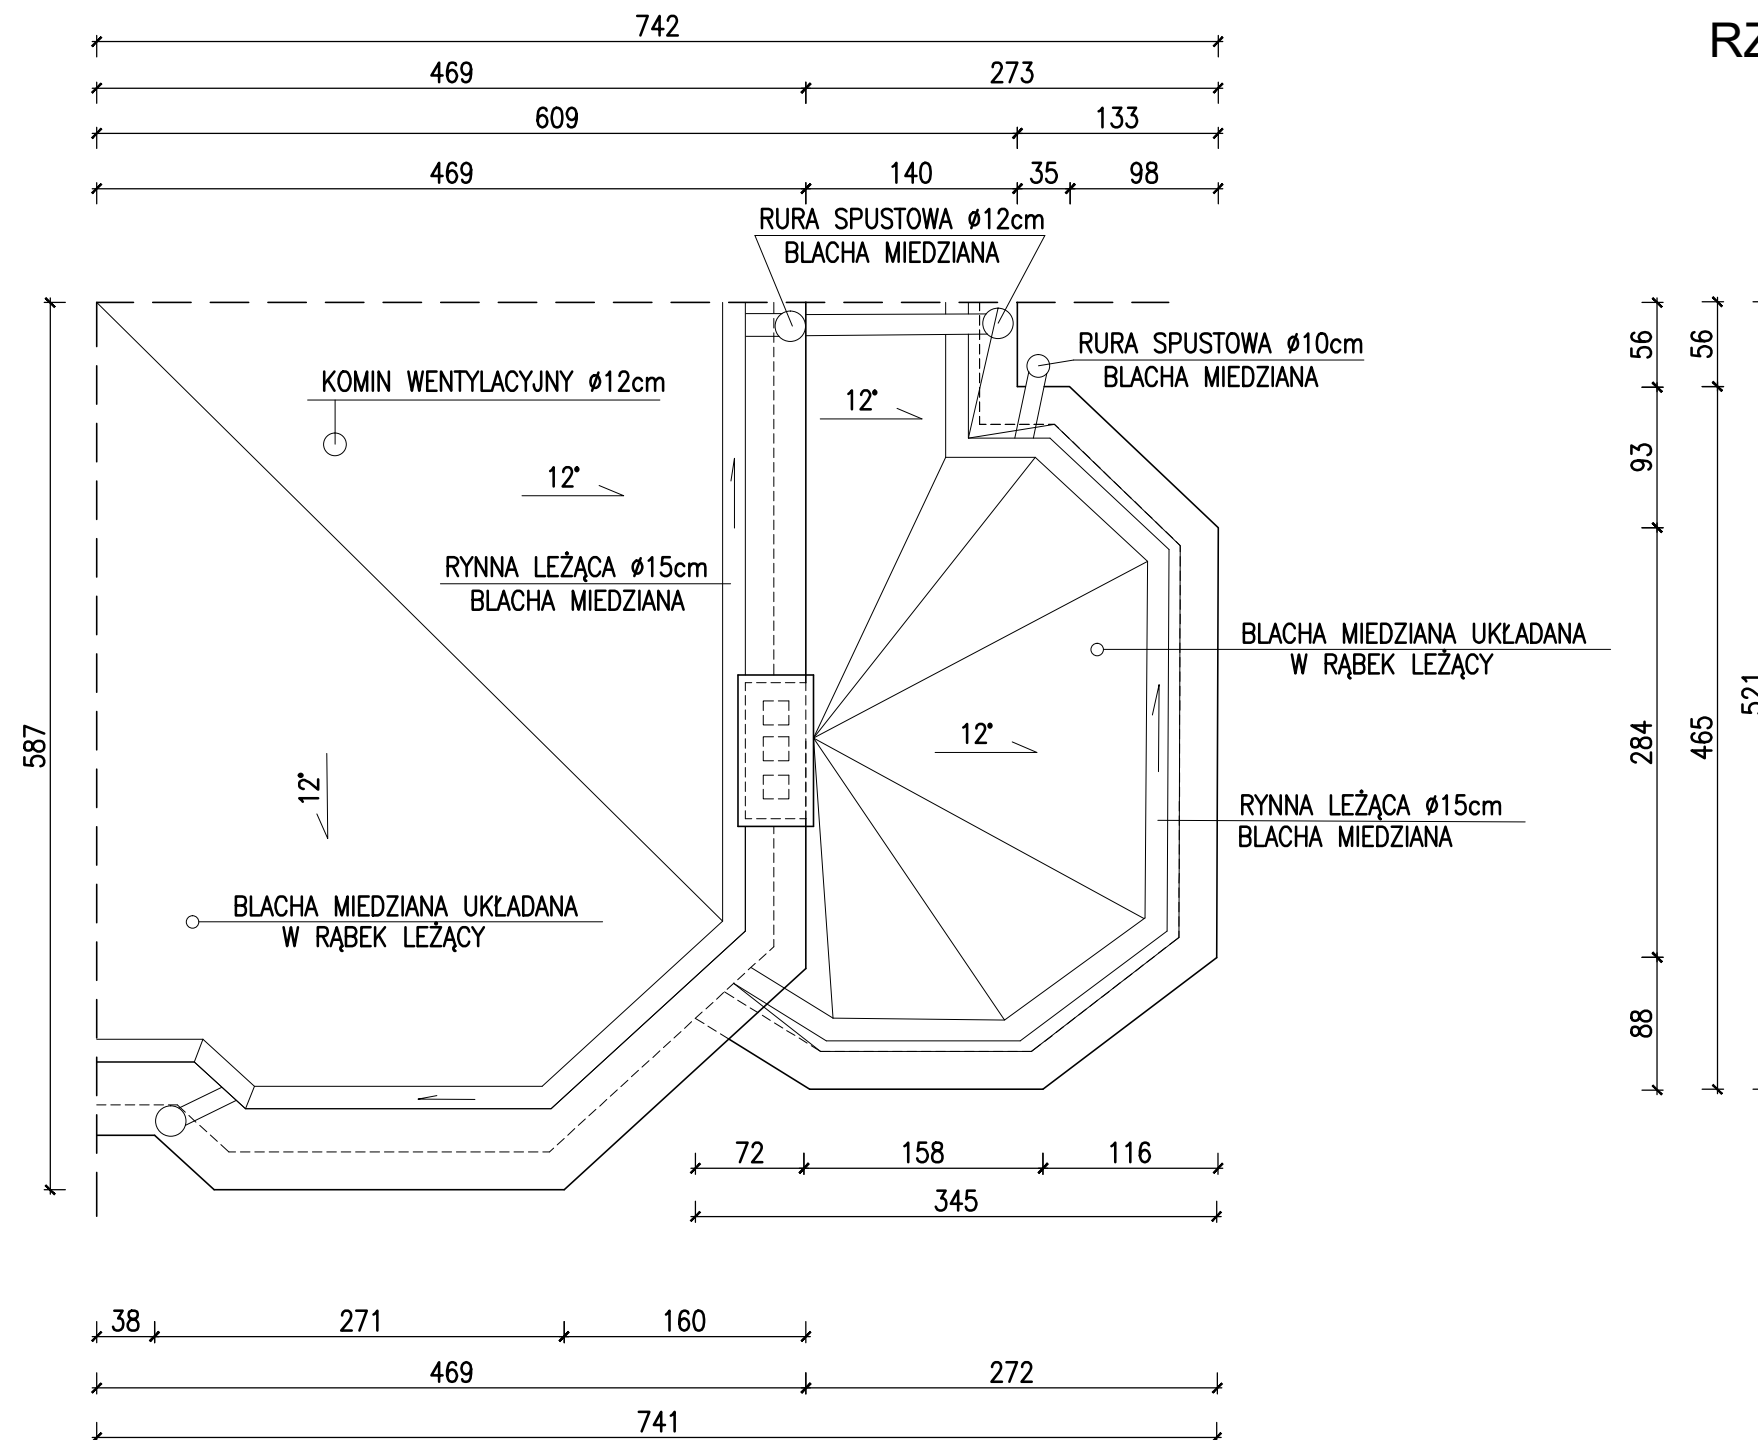 742
RZ
469 273
609 133
469 140 35 98
RURA SPUSTOWA ø12cm
BLACHA MIEDZIANA
RURA SPUSTOWA ø10cm
BLACHA MIEDZIANA
56 56
KOMIN WENTYLACYJNY ø12cm
12°
12°
93
RYNNA LEŻĄCA ø15cm
BLACHA MIEDZIANA
BLACHA MIEDZIANA UKŁADANA
W RĄBEK LEŻĄCY
587
12°
12°
284 465 521
RYNNA LEŻĄCA ø15cm
BLACHA MIEDZIANA
BLACHA MIEDZIANA UKŁADANA
W RĄBEK LEŻĄCY
88
72 158 116
345
38 271 160
469 272
741